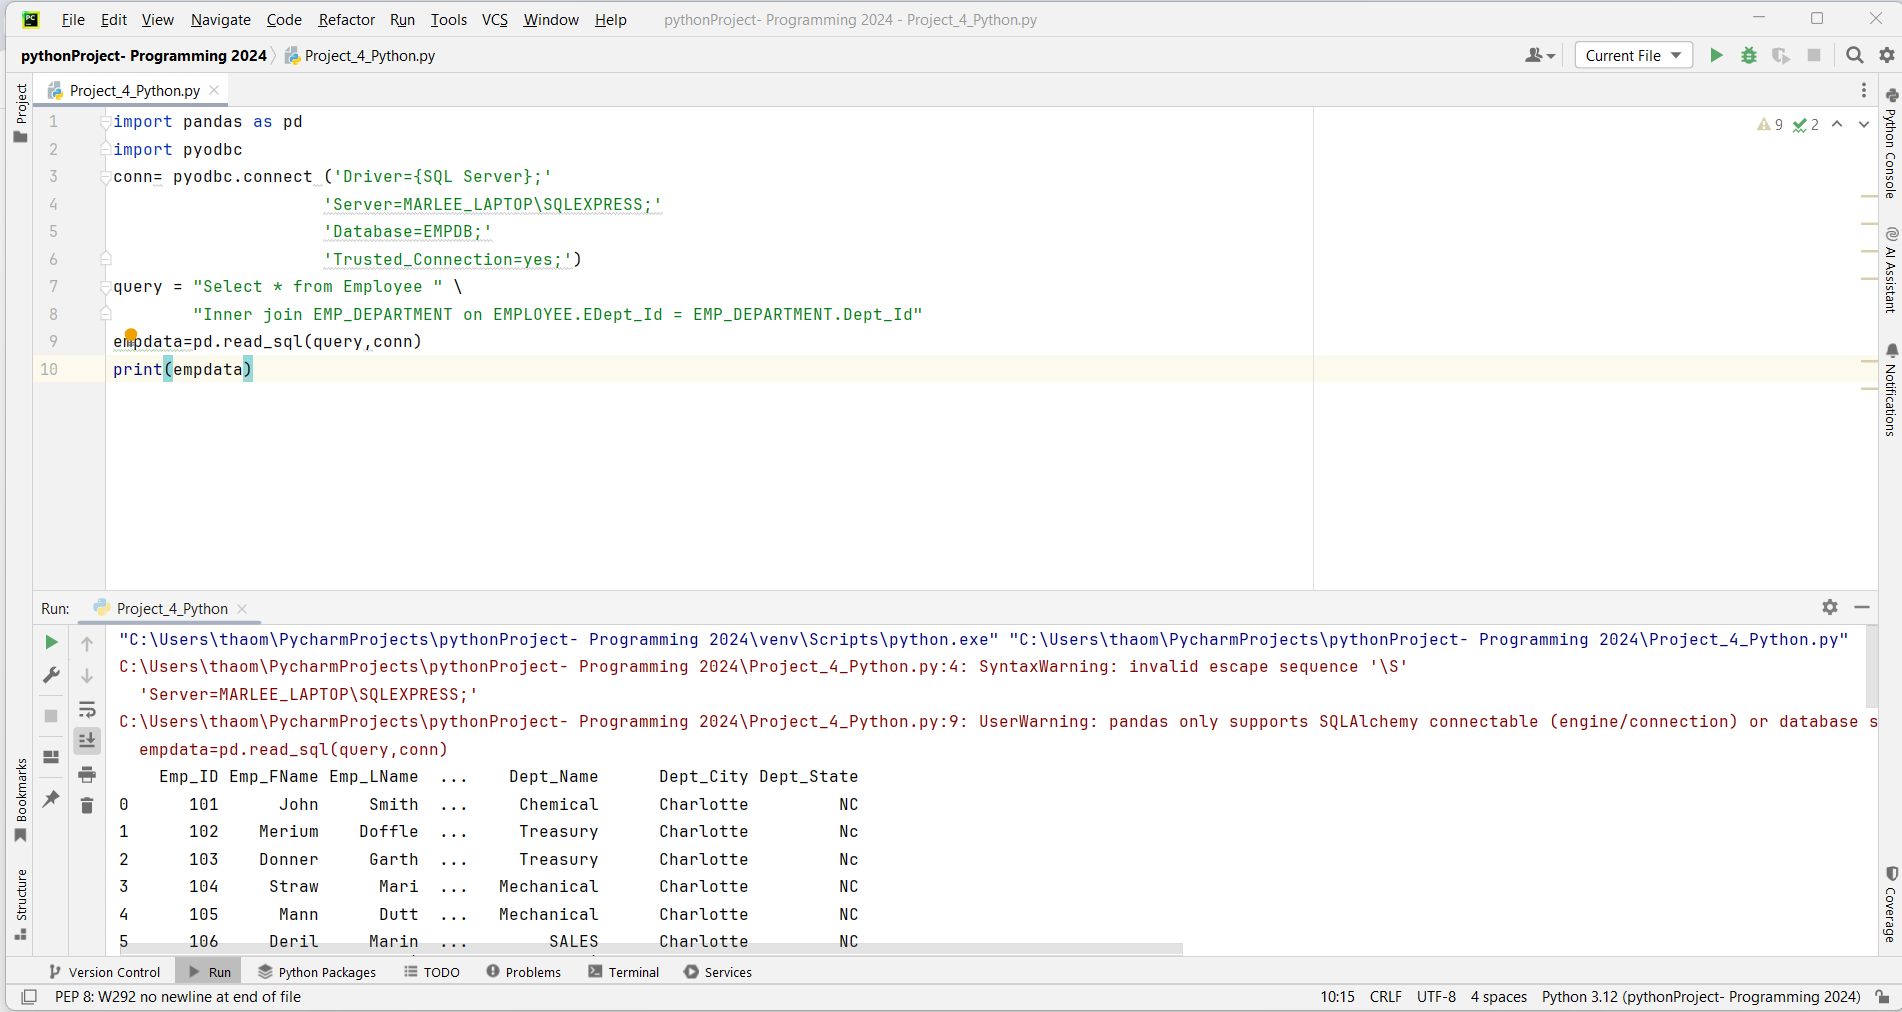 PC File Edit View Navigate Code Refactor Run Tools VCS Window Help pythonProject- Programming 2024 - Project_4_Python.py
pythonProject- Programming 2024 Project_4_Python.py Current File
Project_4_Python.py
1 import pandas as pd
2 import pyodbc
3 conn= pyodbc.connect ('Driver={SQL Server};'
4 'Server=MARLEE_LAPTOP\SQLEXPRESS;'
5 'Database=EMPDB;'
6 'Trusted_Connection=yes;')
7 query = "Select * from Employee " \
8 "Inner join EMP_DEPARTMENT on EMPLOYEE.EDept_Id = EMP_DEPARTMENT.Dept_Id"
9 empdata=pd.read_sql(query,conn)
10 print(empdata)
9 2
Project
Bookmarks
Structure
Python Console
AI Assistant
Notifications
Coverage
Run: Project_4_Python
"C:\Users\thaom\PycharmProjects\pythonProject- Programming 2024\venv\Scripts\python.exe" "C:\Users\thaom\PycharmProjects\pythonProject- Programming 2024\Project_4_Python.py"
C:\Users\thaom\PycharmProjects\pythonProject- Programming 2024\Project_4_Python.py:4: SyntaxWarning: invalid escape sequence '\S'
'Server=MARLEE_LAPTOP\SQLEXPRESS;'
C:\Users\thaom\PycharmProjects\pythonProject- Programming 2024\Project_4_Python.py:9: UserWarning: pandas only supports SQLAlchemy connectable (engine/connection) or database s
empdata=pd.read_sql(query,conn)
Emp_ID Emp_FName Emp_LName ... Dept_Name Dept_City Dept_State
0 101 John Smith ... Chemical Charlotte NC
1 102 Merium Doffle ... Treasury Charlotte Nc
2 103 Donner Garth ... Treasury Charlotte Nc
3 104 Straw Mari ... Mechanical Charlotte NC
4 105 Mann Dutt ... Mechanical Charlotte NC
5 106 Deril Marin ... SALES Charlotte NC
Version Control Run Python Packages TODO Problems Terminal Services
PEP 8: W292 no newline at end of file 10:15 CRLF UTF-8 4 spaces Python 3.12 (pythonProject- Programming 2024)